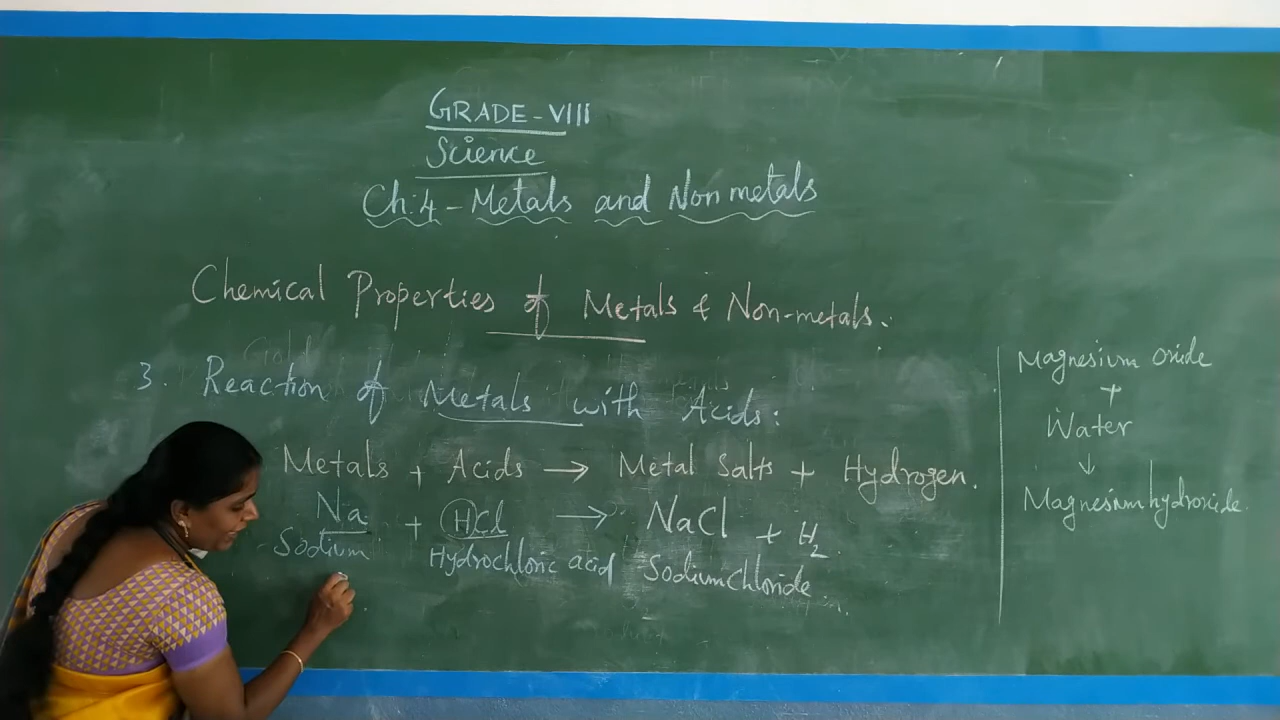 GRADE-VIII
Science
Ch:4 - Metals and Non metals
Chemical Properties of Metals & Non-metals.
3. Reaction of Metals with Acids:
Metals + Acids → Metal Salts + Hydrogen.
Na + HCl → NaCl + H₂
Sodium Hydrochloric acid Sodium Chloride
Magnesium oxide
+
Water
↓
Magnesium hydroxide.